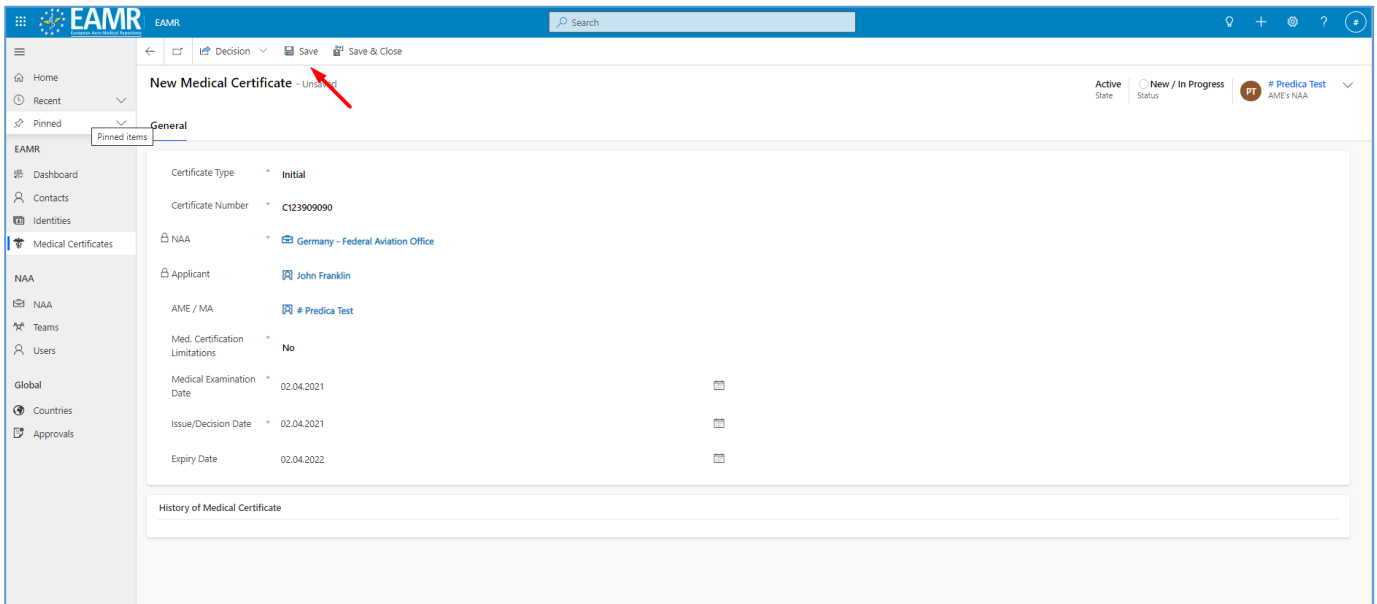 EAMR EAMR Search ? #
European Aero Medical Repository
Decision Save Save & Close
Home
Recent
Pinned
Pinned items
EAMR
Dashboard
Contacts
Identities
Medical Certificates
NAA
NAA
Teams
Users
Global
Countries
Approvals
New Medical Certificate - Unsaved
Active New / In Progress PT # Predica Test
State Status AME's NAA
General
Certificate Type * Initial
Certificate Number * C123909090
NAA * Germany - Federal Aviation Office
Applicant John Franklin
AME / MA # Predica Test
Med. Certification * No
Limitations
Medical Examination * 02.04.2021
Date
Issue/Decision Date * 02.04.2021
Expiry Date 02.04.2022
History of Medical Certificate